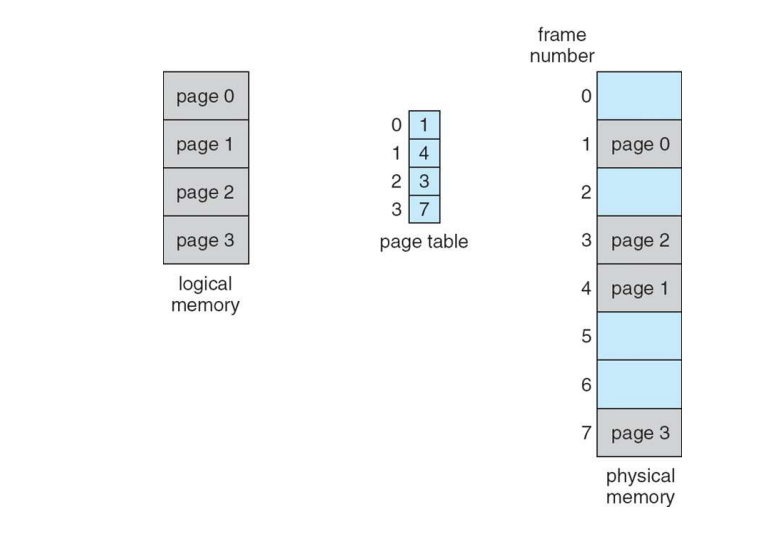 page 0
page 1
page 2
page 3
logical
memory
0 1
1 4
2 3
3 7
page table
frame
number
0
1 page 0
2
3 page 2
4 page 1
5
6
7 page 3
physical
memory